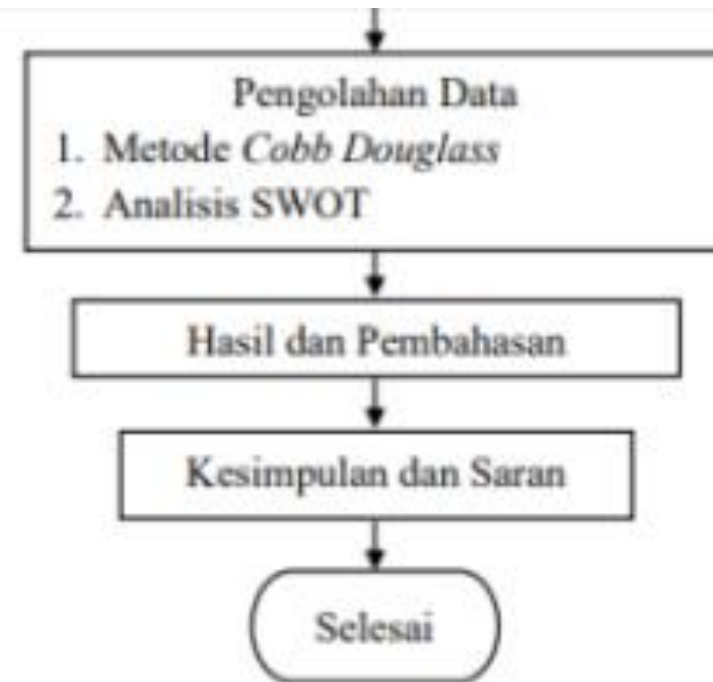 Pengolahan Data
1. Metode Cobb Douglass
2. Analisis SWOT
Hasil dan Pembahasan
Kesimpulan dan Saran
Selesai